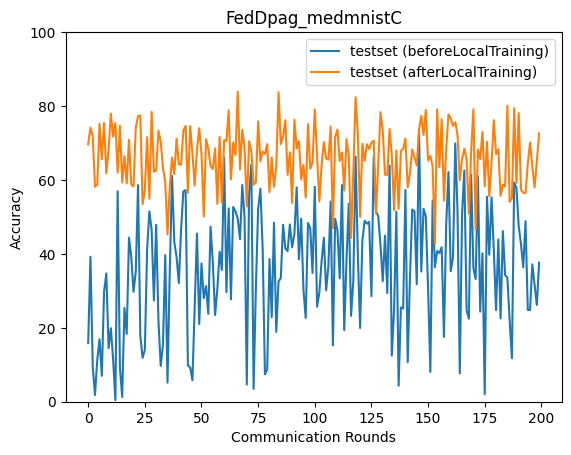 FedDpag_medmnistC
testset (beforeLocalTraining)
testset (afterLocalTraining)
Accuracy
100
80
60
40
20
0
0 25 50 75 100 125 150 175 200
Communication Rounds